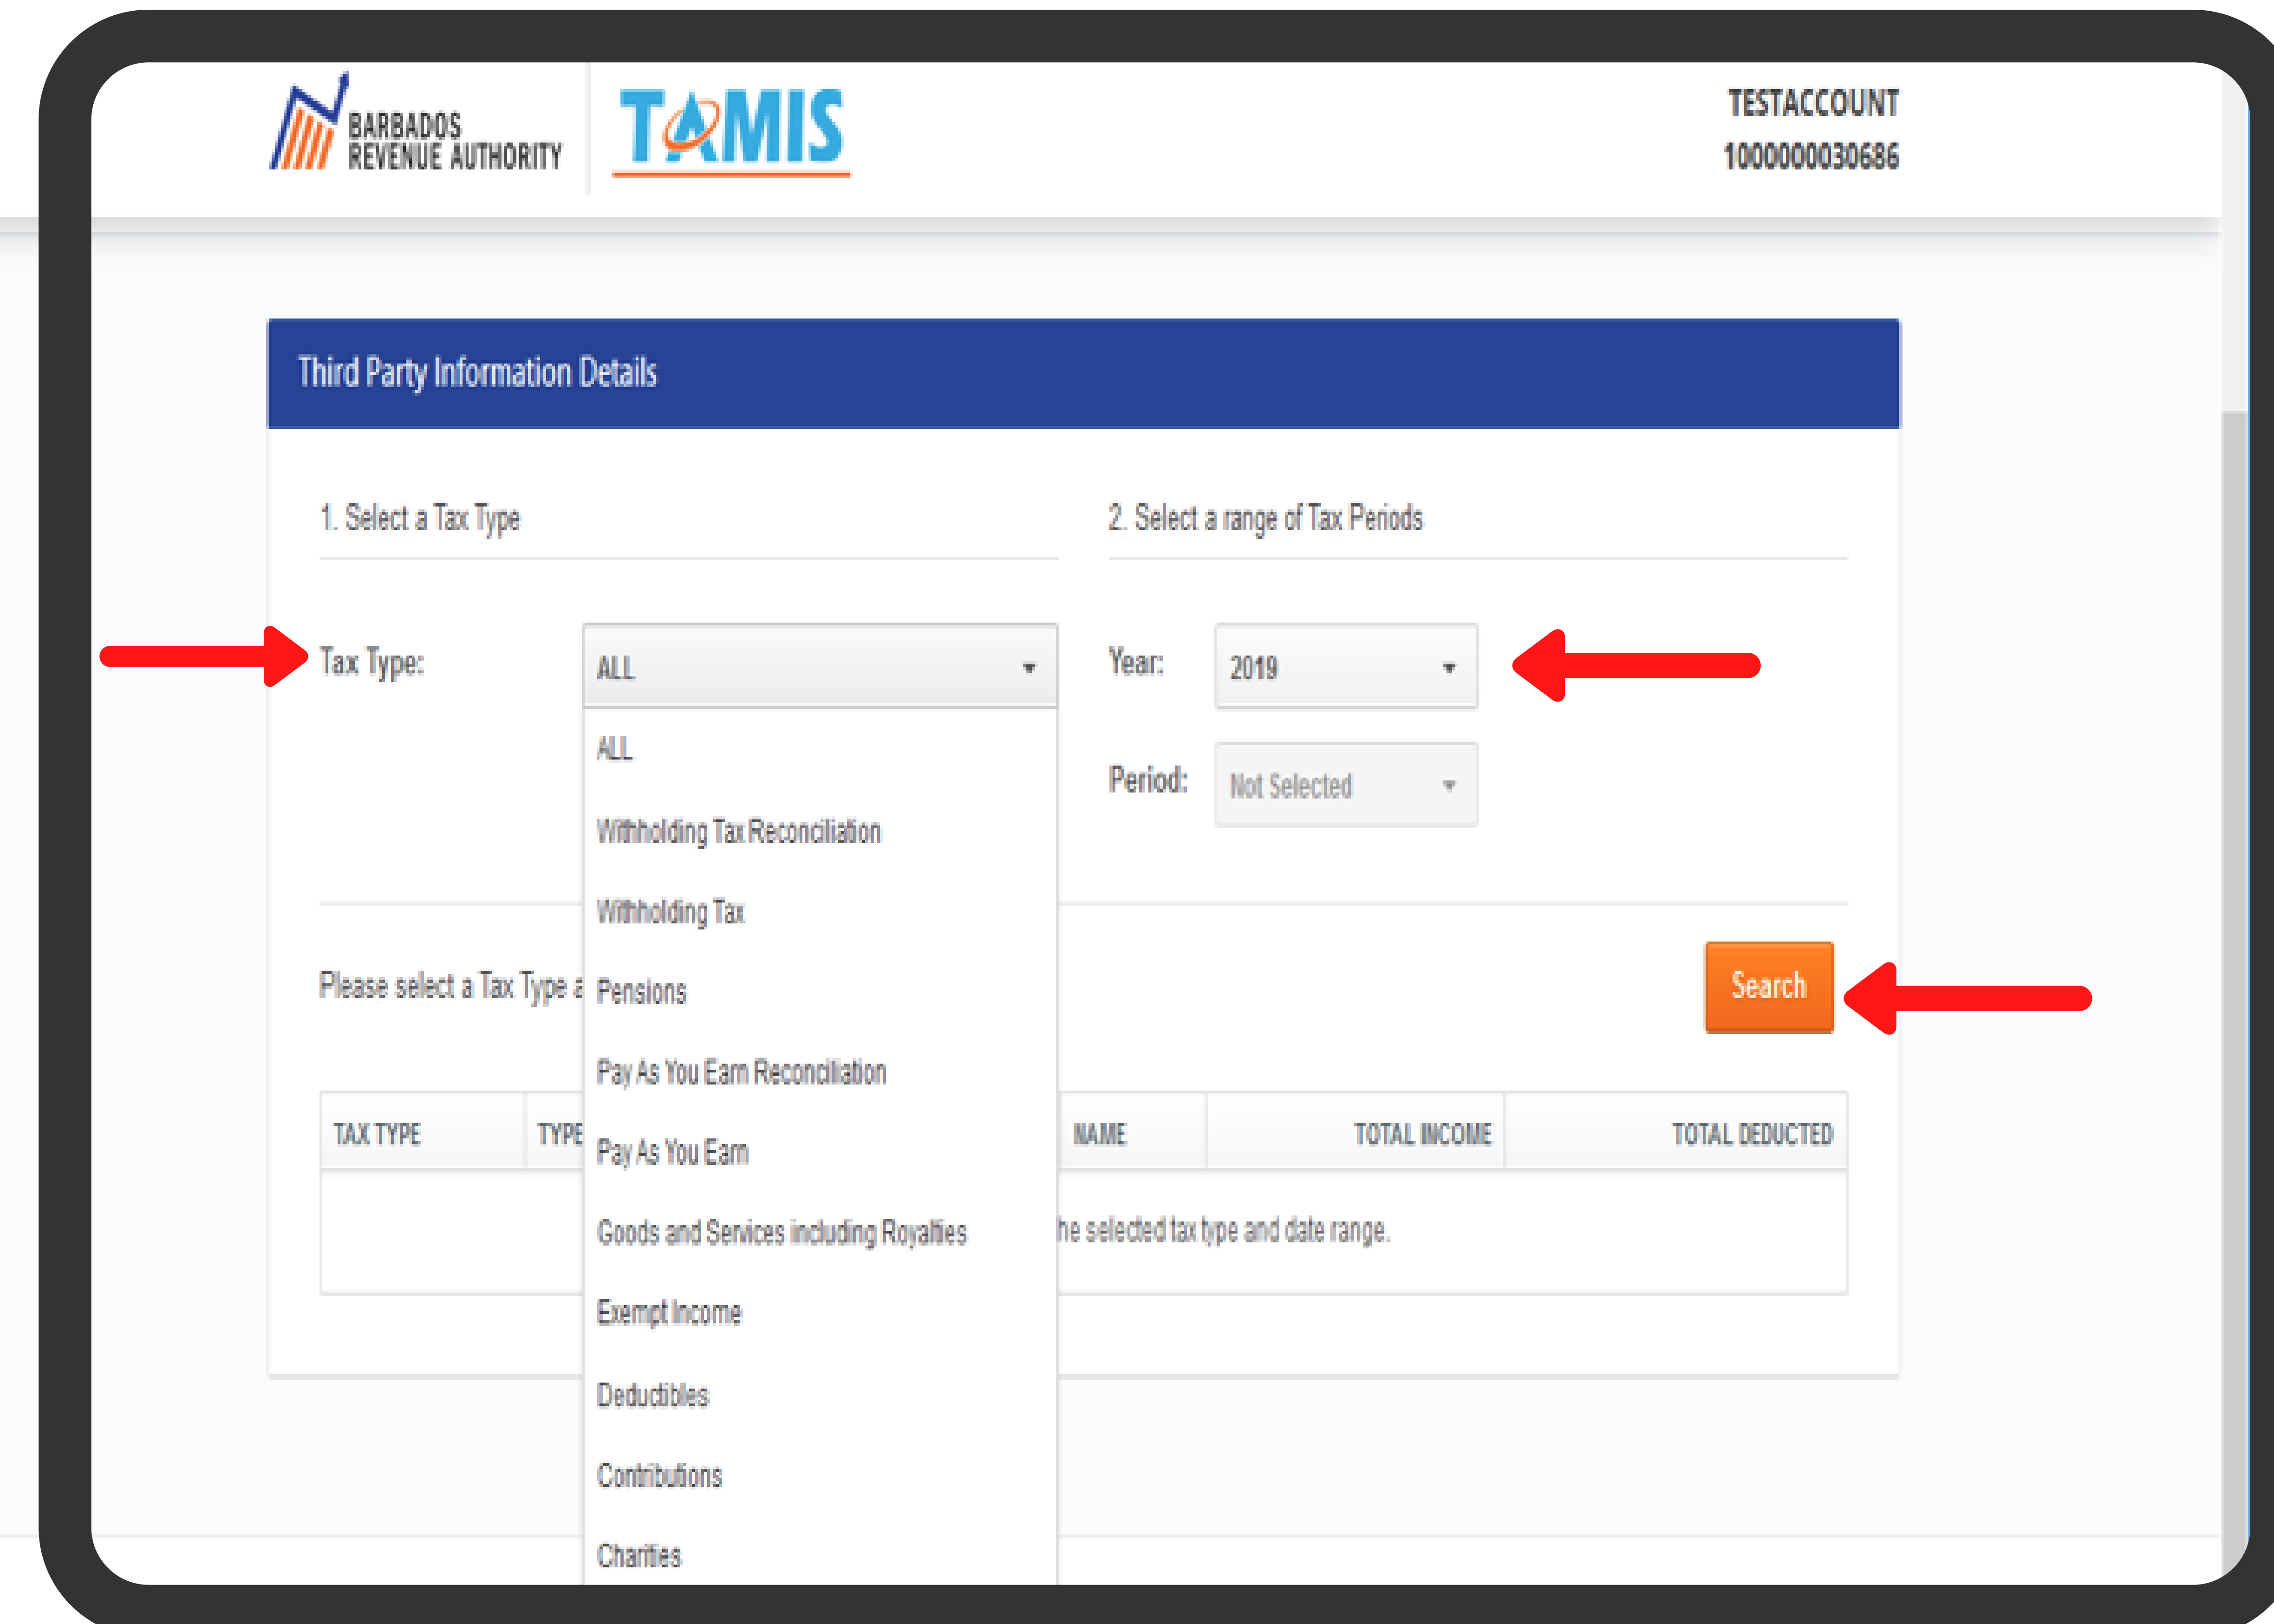 BARBADOS
REVENUE AUTHORITY
TAMIS
TESTACCOUNT
1000000030686
Third Party Information Details
1. Select a Tax Type
2. Select a range of Tax Periods
Tax Type:
ALL
Year:
2019
Period:
Not Selected
ALL
Withholding Tax Reconciliation
Withholding Tax
Pensions
Pay As You Earn Reconciliation
Pay As You Earn
Goods and Services including Royalties
Exempt Income
Deductibles
Contributions
Charities
Please select a Tax Type
Search
TAX TYPE
TYPE
NAME
TOTAL INCOME
TOTAL DEDUCTED
selected tax type and date range.